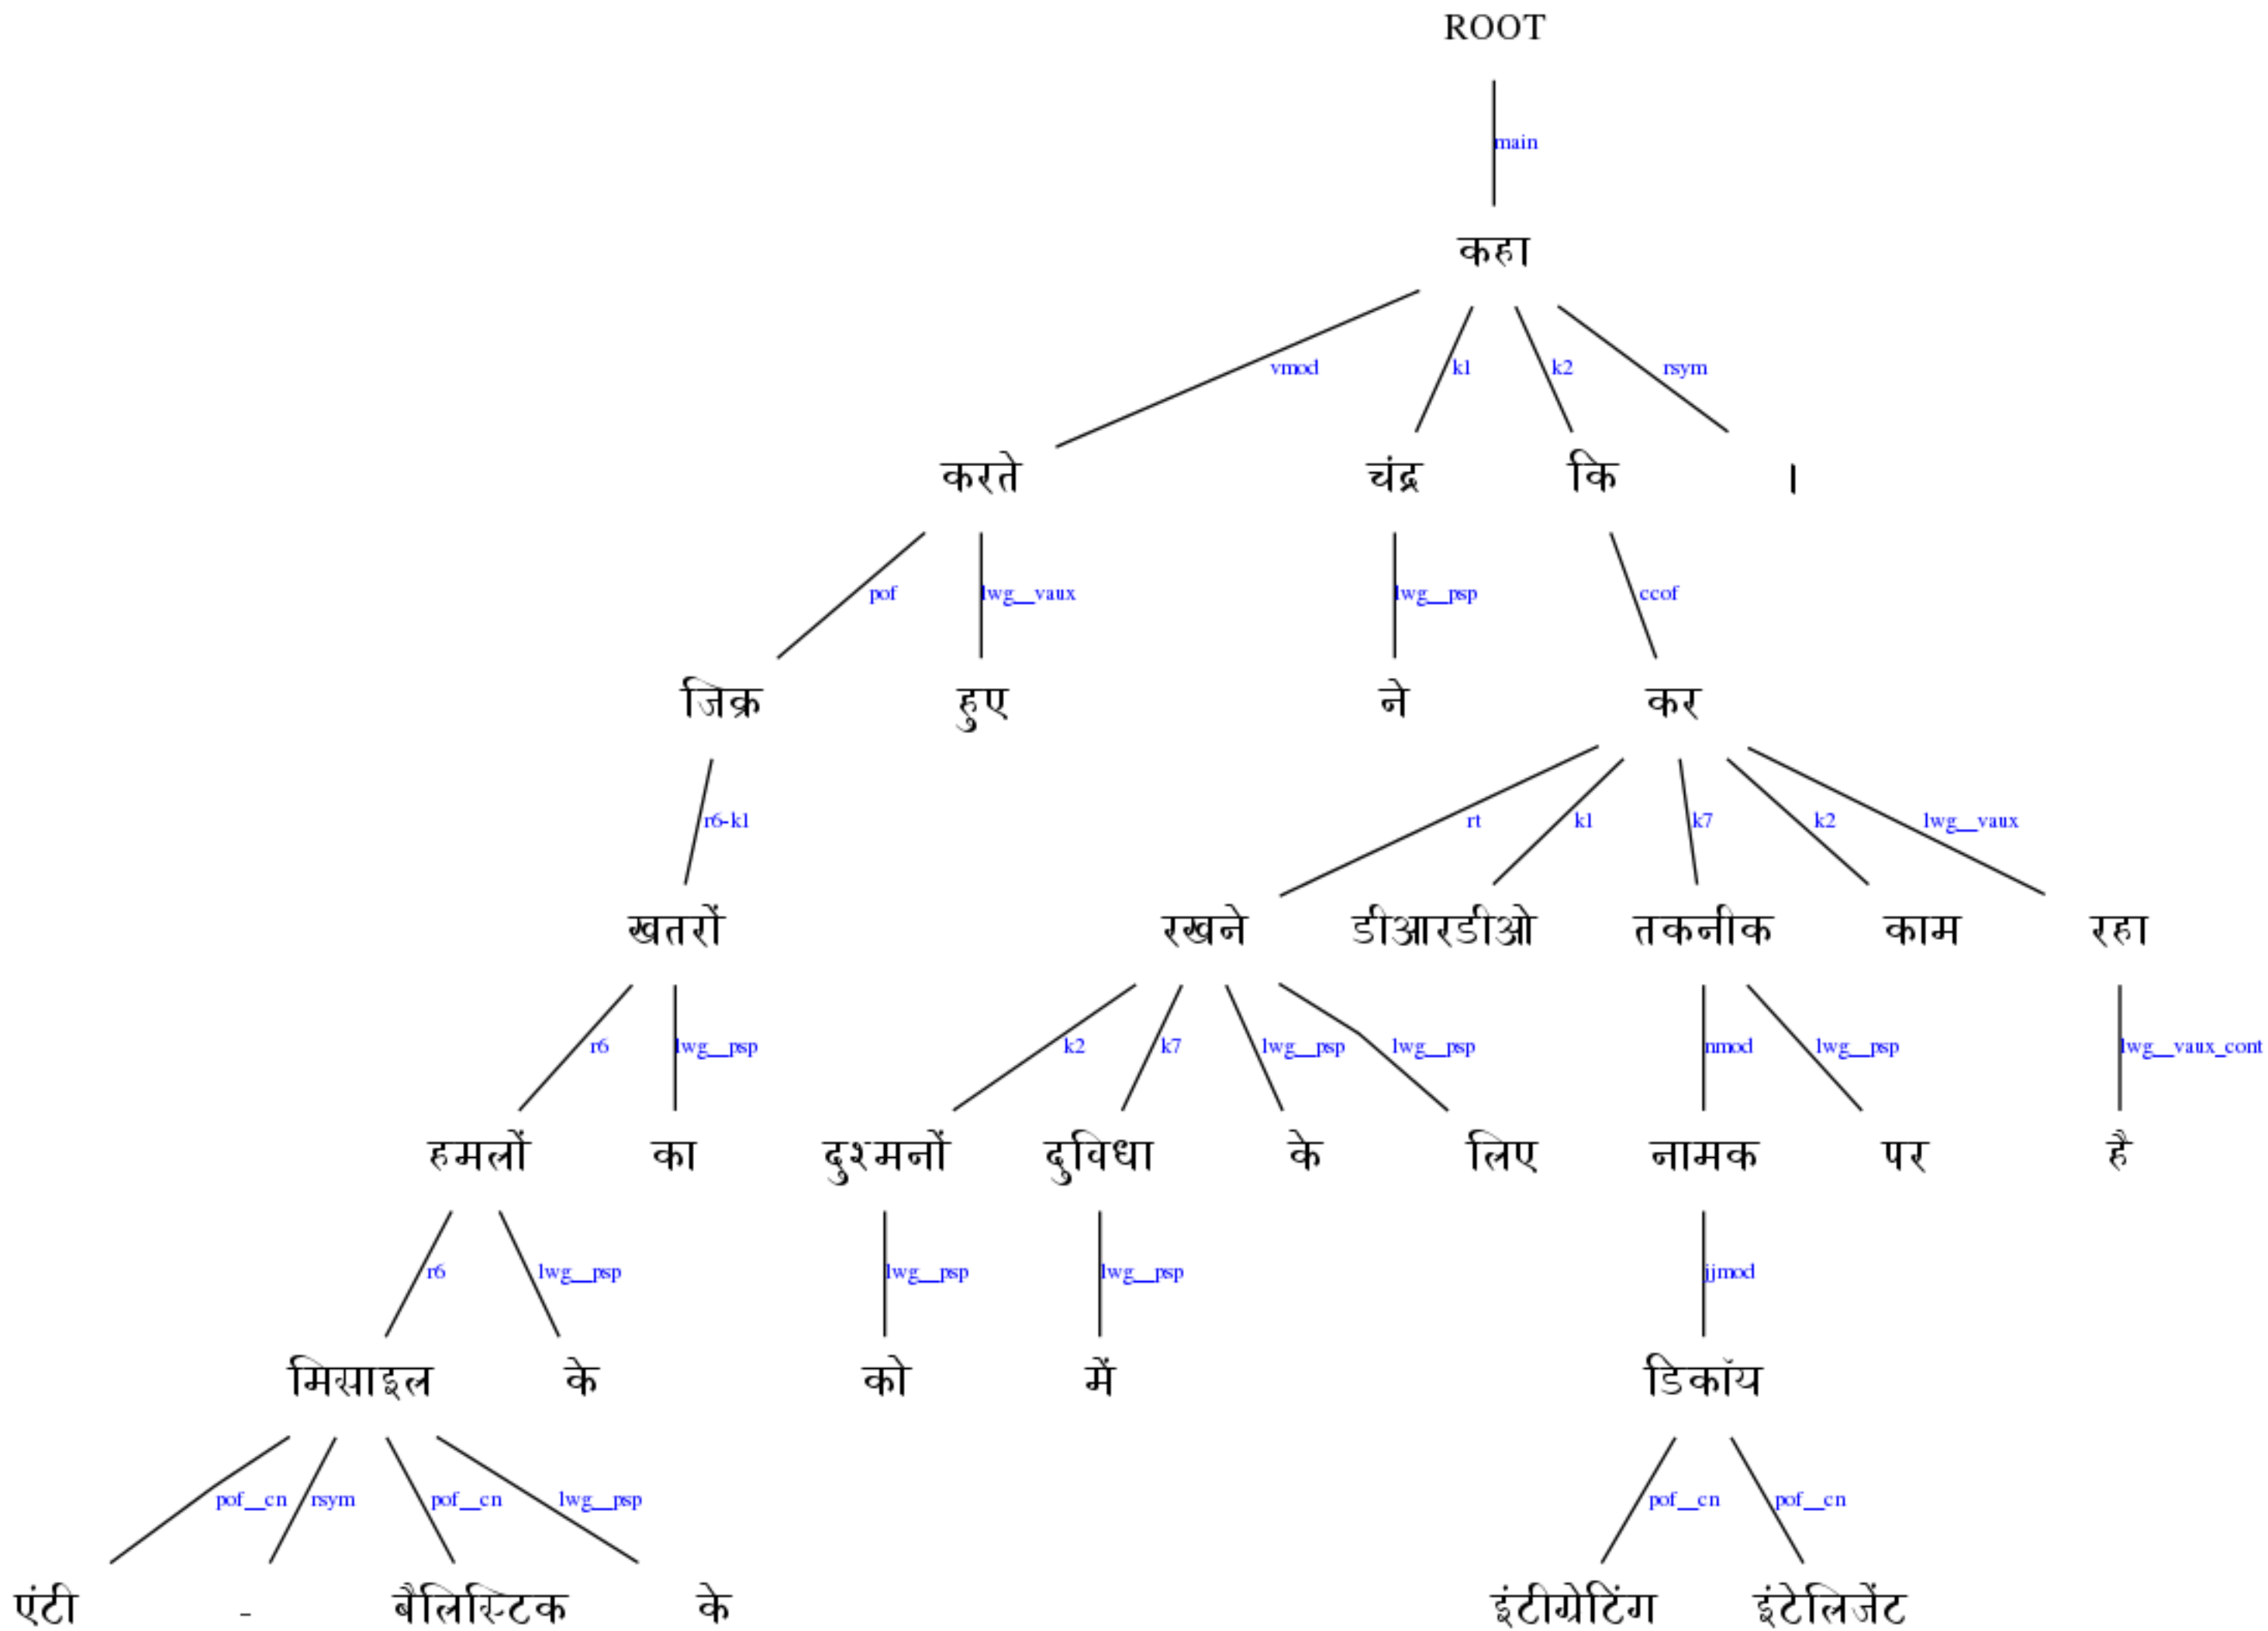 ROOT
main
कहा
vmod k1 k2 rsym
करते चंद्र कि ।
pof lwg__vaux lwg__psp ccof
जिक्र हुए ने कर
r6-k1 rt k1 k7 k2 lwg__vaux
खतरों रखने डीआरडीओ तकनीक काम रहा
r6 lwg__psp k2 k7 lwg__psp lwg__psp nmod lwg__psp lwg__vaux_cont
हमलों का दुश्मनों दुविधा के लिए नामक पर है
r6 lwg__psp lwg__psp lwg__psp jjmod
मिसाइल के को में डिकॉय
pof__cn rsym pof__cn lwg__psp pof__cn pof__cn
एंटी - बैलिस्टिक के इंटीग्रेटिंग इंटेलिजेंट